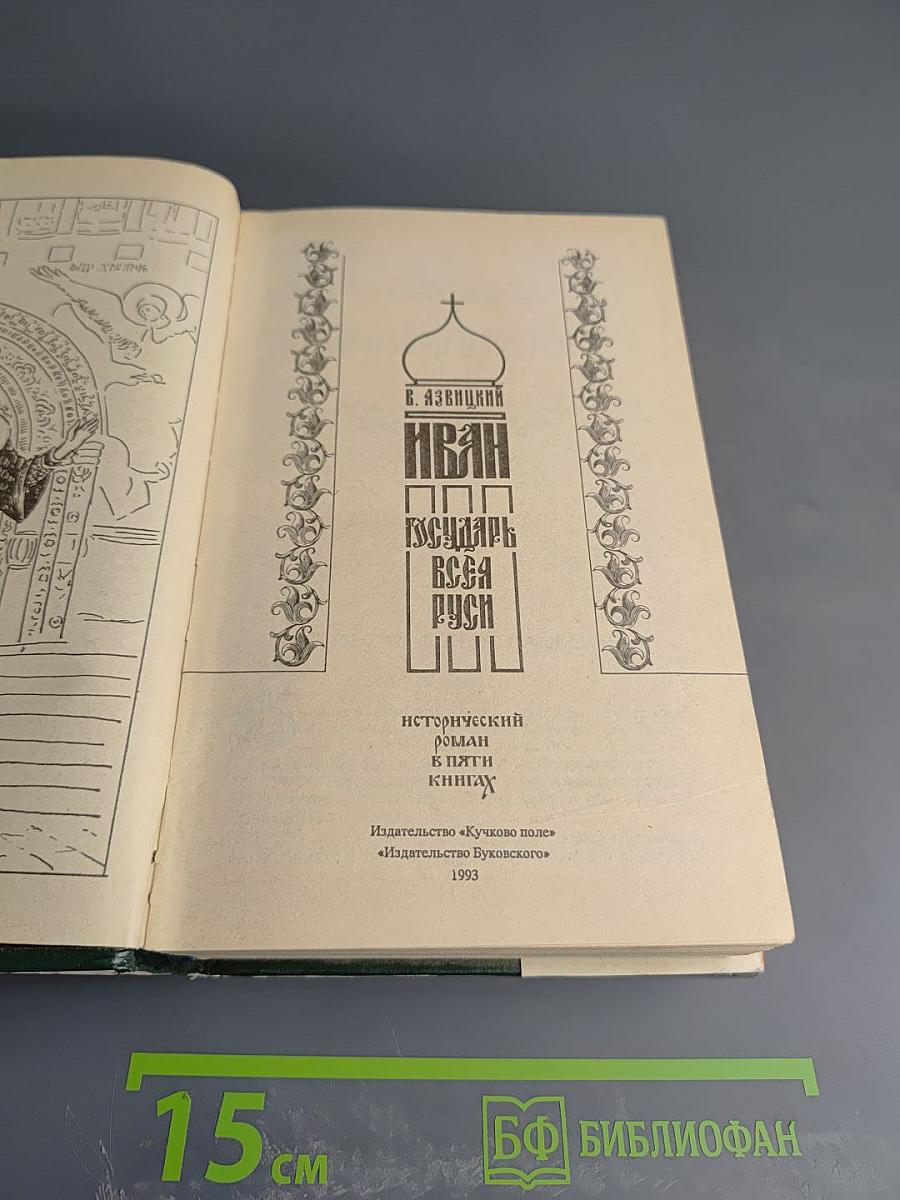 В. АЗВИЦКИЙ
ИВАН
ГОСУДАРЬ
ВСЕЯ
РУСИ
ИСТОРИЧЕСКИЙ
РОМАН
В ПЯТИ
КНИГАХ
Издательство «Кучково поле»
«Издательство Буковского»
1993
15 см
БФ БИБЛИОФАН